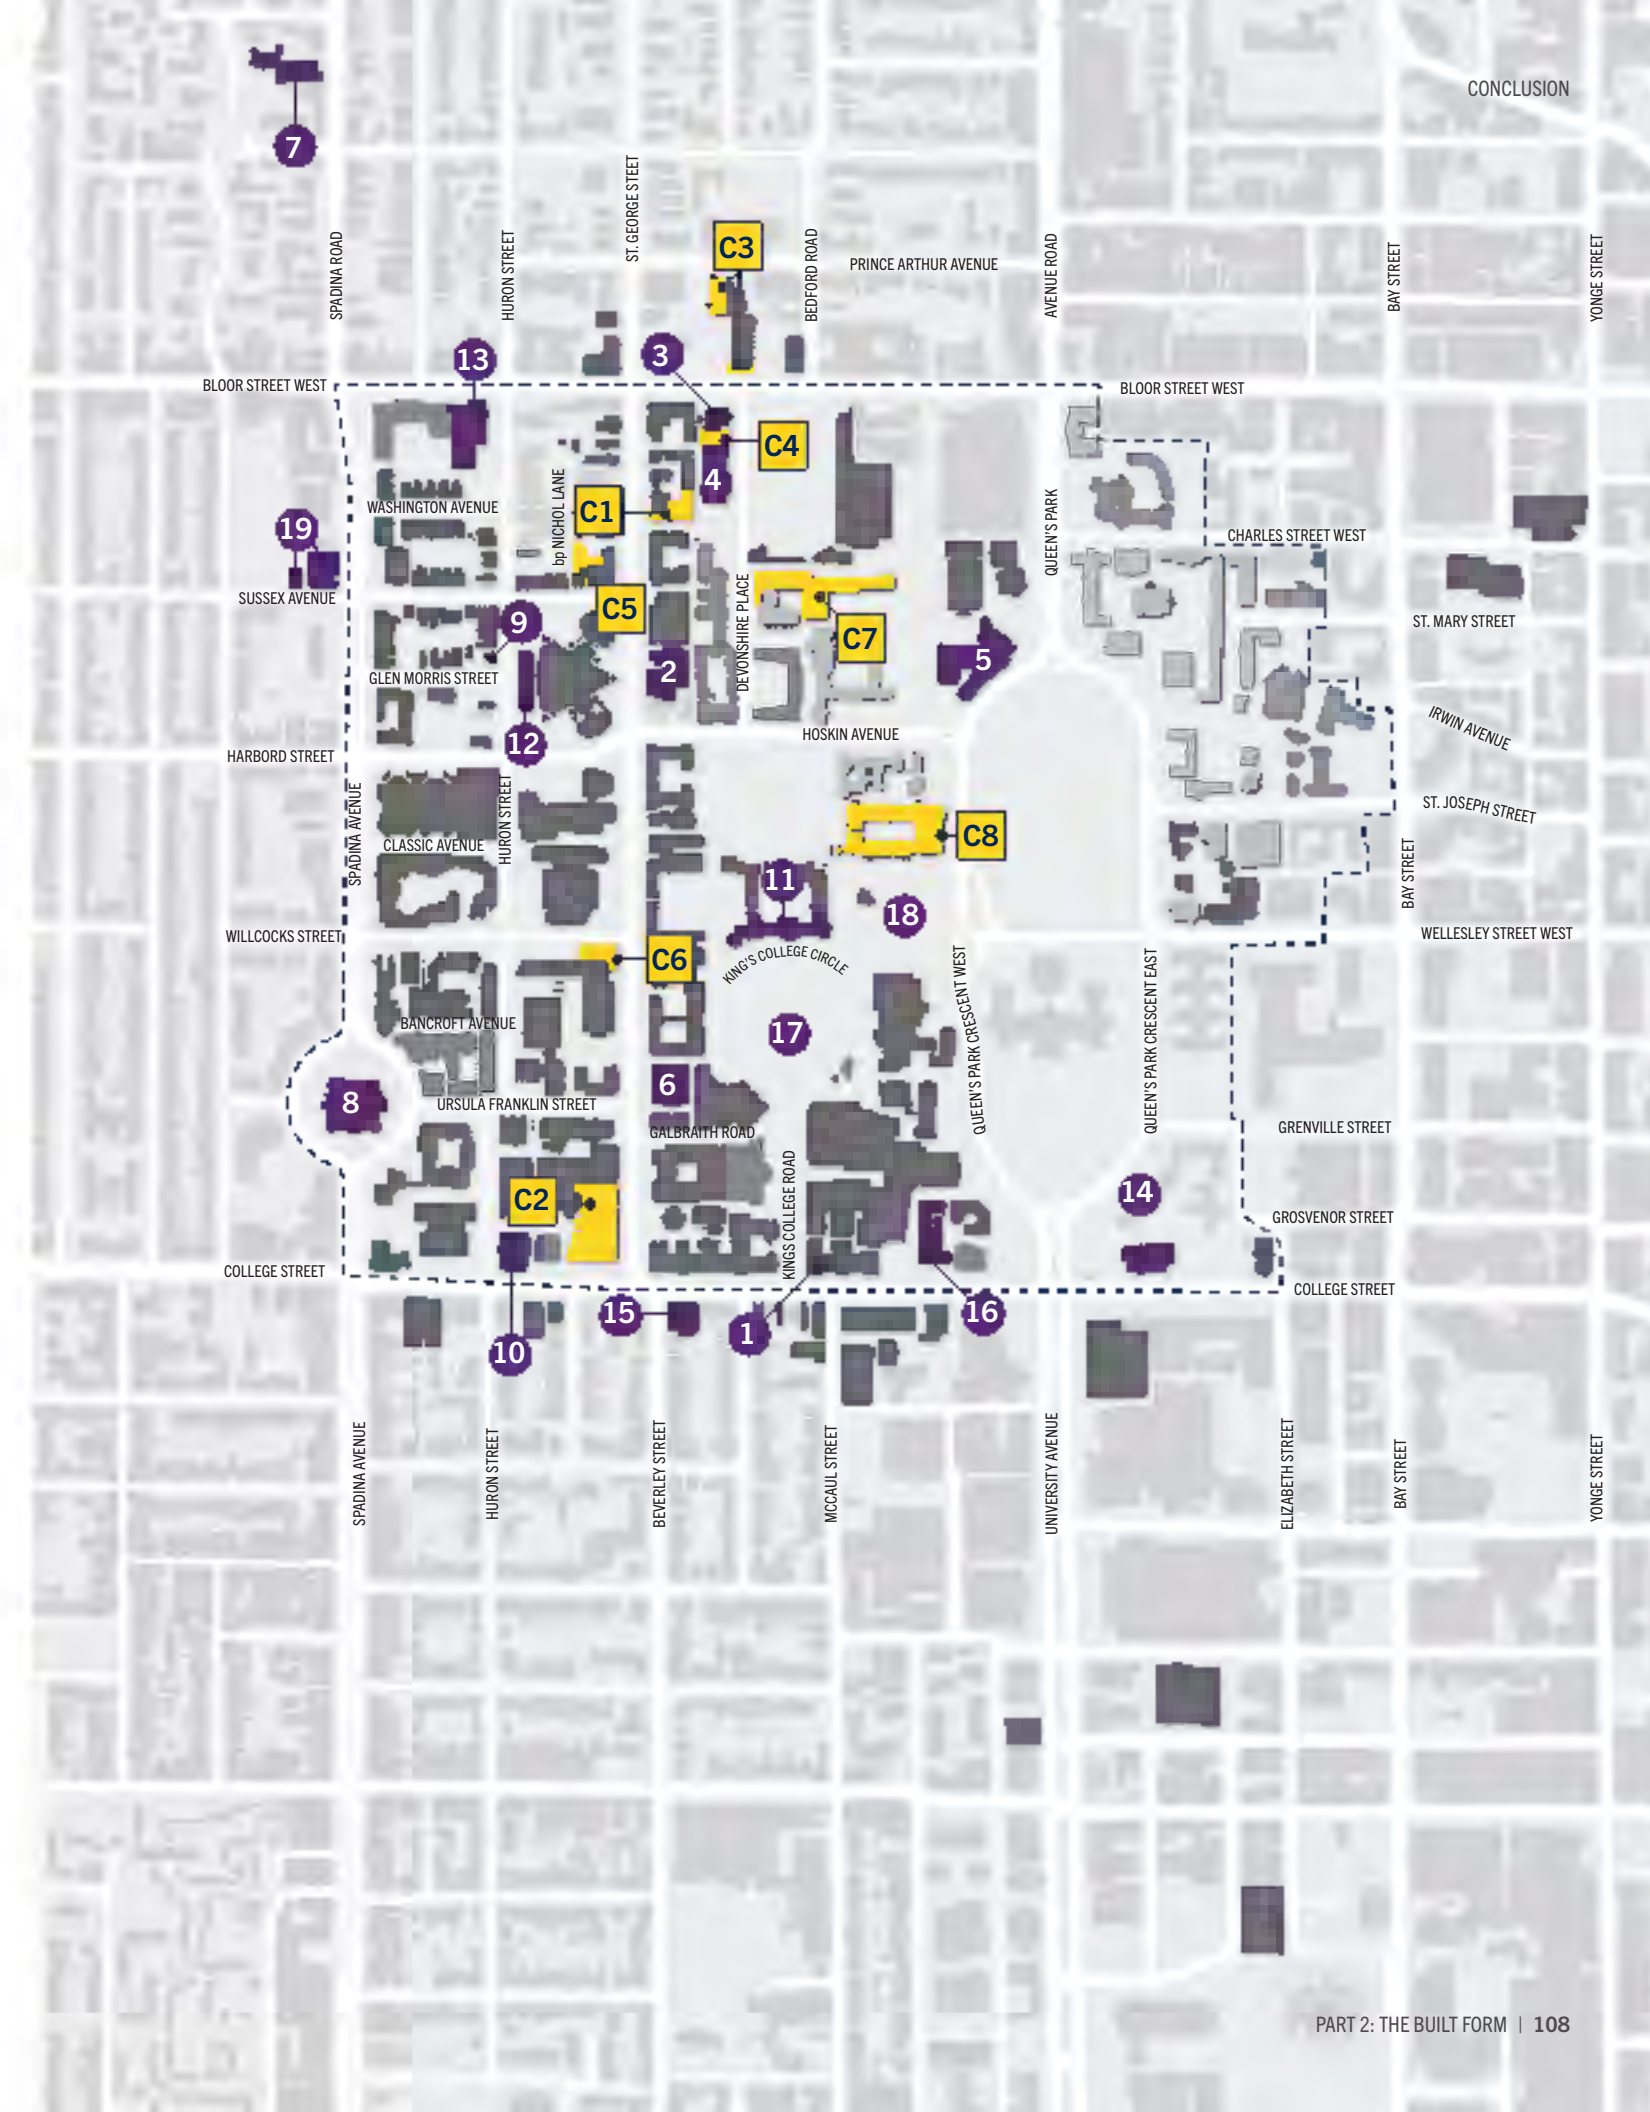 CONCLUSION
7
SPADINA ROAD
HURON STREET
ST. GEORGE STEET
C3
BEDFORD ROAD
PRINCE ARTHUR AVENUE
AVENUE ROAD
BAY STREET
YONGE STREET
13
3
BLOOR STREET WEST
BLOOR STREET WEST
C4
4
WASHINGTON AVENUE
bp NICHOL LANE
C1
QUEEN'S PARK
19
CHARLES STREET WEST
SUSSEX AVENUE
C5
9
DEVONSHIRE PLACE
C7
ST. MARY STREET
2
5
GLEN MORRIS STREET
12
HOSKIN AVENUE
IRWIN AVENUE
HARBORD STREET
SPADINA AVENUE
HURON STREET
ST. JOSEPH STREET
CLASSIC AVENUE
C8
11
BAY STREET
18
WILLCOCKS STREET
WELLESLEY STREET WEST
C6
KING'S COLLEGE CIRCLE
QUEEN'S PARK CRESCENT WEST
QUEEN'S PARK CRESCENT EAST
BANCROFT AVENUE
17
6
8
URSULA FRANKLIN STREET
GALBRAITH ROAD
GRENVILLE STREET
KINGS COLLEGE ROAD
C2
14
GROSVENOR STREET
COLLEGE STREET
COLLEGE STREET
15
1
16
10
SPADINA AVENUE
HURON STREET
BEVERLEY STREET
MCCAUL STREET
UNIVERSITY AVENUE
ELIZABETH STREET
BAY STREET
YONGE STREET
PART 2: THE BUILT FORM | 108